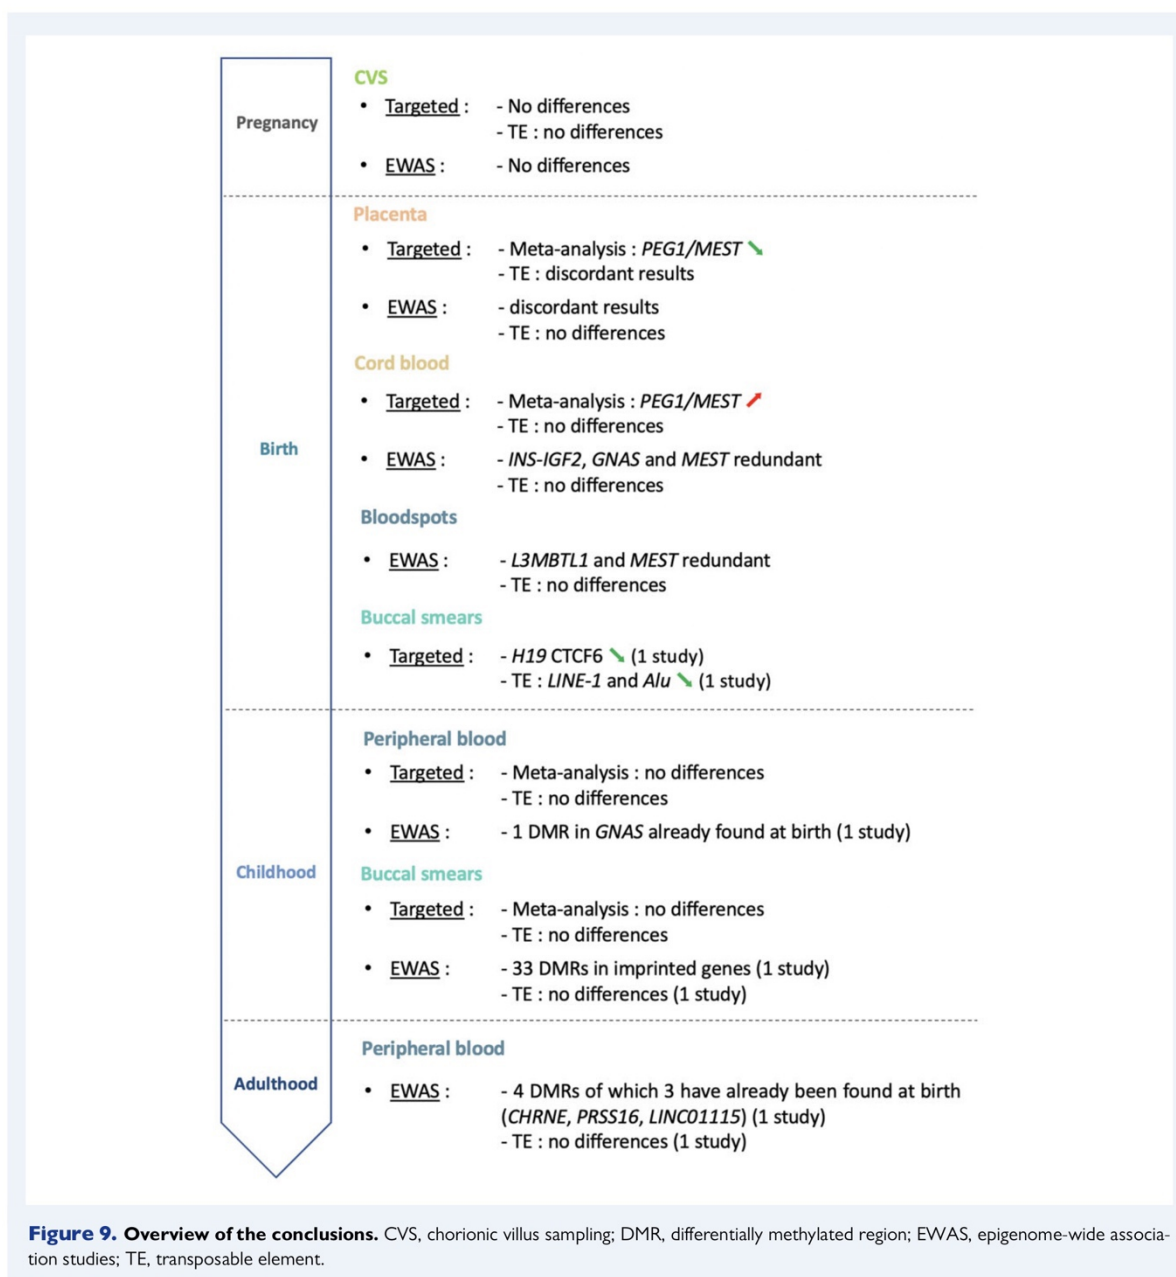 Pregnancy
CVS
• Targeted : - No differences
- TE : no differences
• EWAS : - No differences
Birth
Placenta
• Targeted : - Meta-analysis : PEG1/MEST
- TE : discordant results
• EWAS : - discordant results
- TE : no differences
Cord blood
• Targeted : - Meta-analysis : PEG1/MEST
- TE : no differences
• EWAS : - INS-IGF2, GNAS and MEST redundant
- TE : no differences
Bloodspots
• EWAS : - L3MBTL1 and MEST redundant
- TE : no differences
Buccal smears
• Targeted : - H19 CTCF6 (1 study)
- TE : LINE-1 and Alu (1 study)
Childhood
Peripheral blood
• Targeted : - Meta-analysis : no differences
- TE : no differences
• EWAS : - 1 DMR in GNAS already found at birth (1 study)
Buccal smears
• Targeted : - Meta-analysis : no differences
- TE : no differences
• EWAS : - 33 DMRs in imprinted genes (1 study)
- TE : no differences (1 study)
Adulthood
Peripheral blood
• EWAS : - 4 DMRs of which 3 have already been found at birth
(CHRNE, PRSS16, LINC01115) (1 study)
- TE : no differences (1 study)
Figure 9. Overview of the conclusions. CVS, chorionic villus sampling; DMR, differentially methylated region; EWAS, epigenome-wide associa-
tion studies; TE, transposable element.